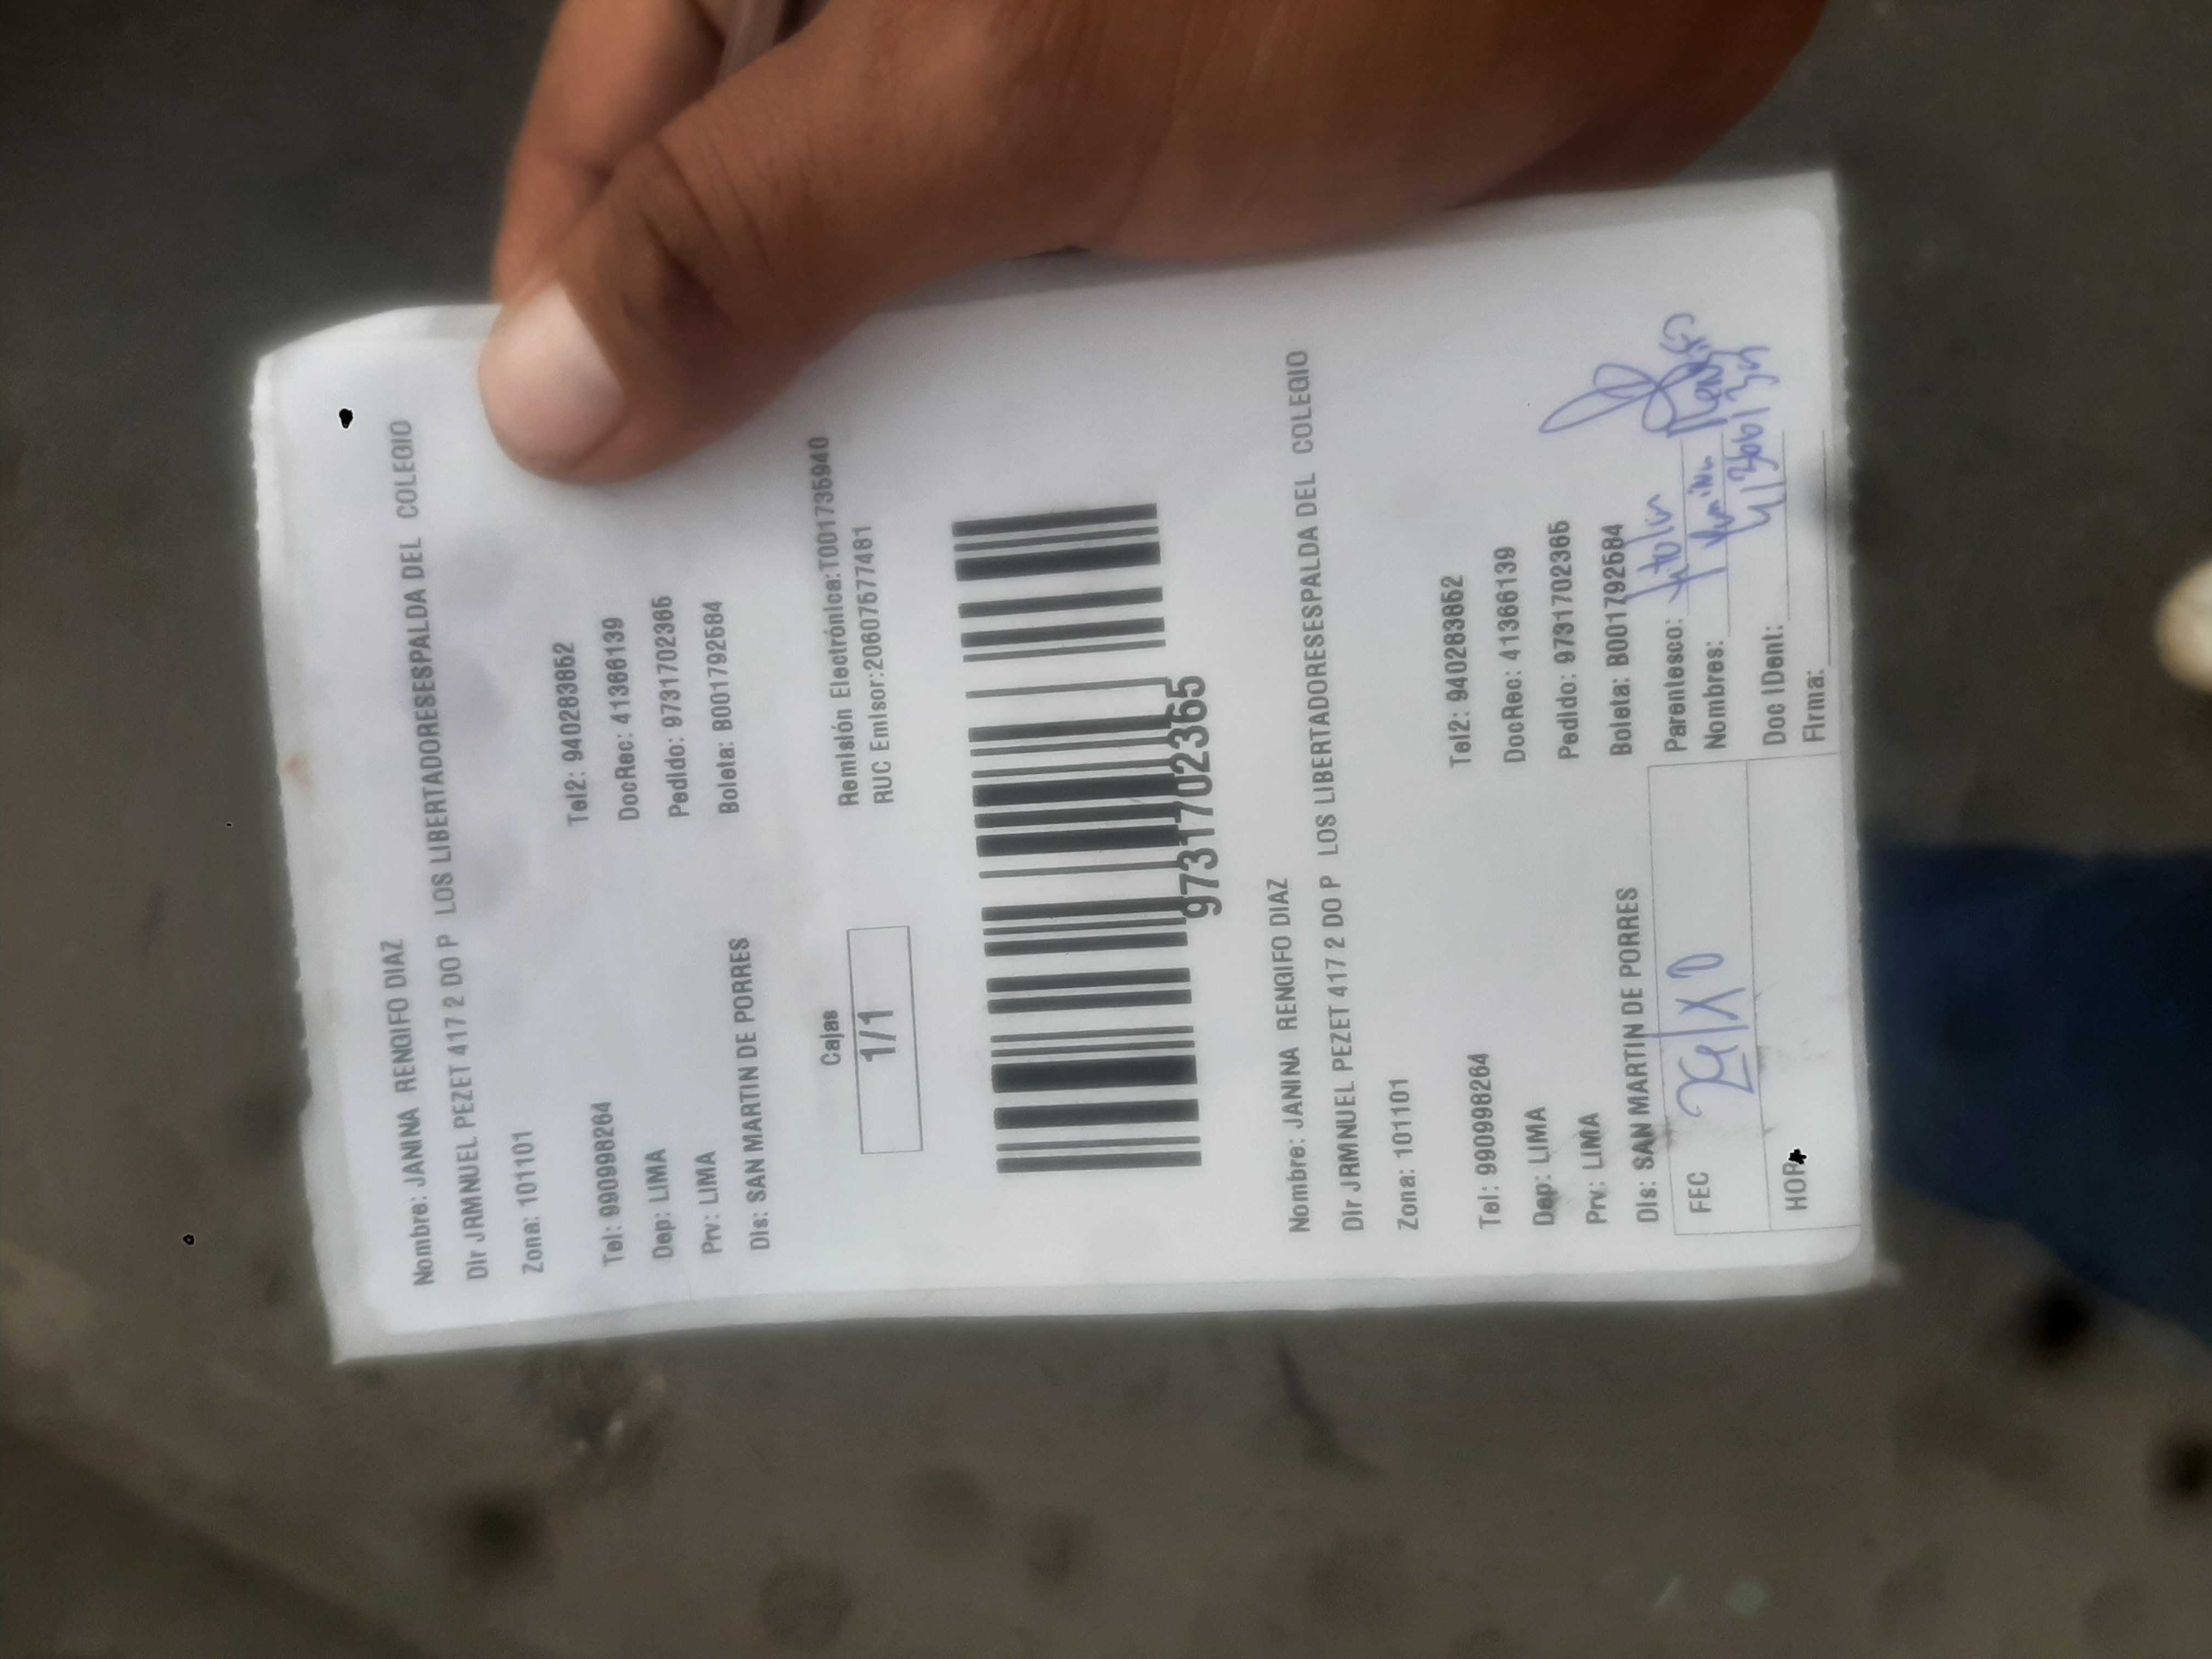 Nombre: JANINA RENGIFO DIAZ
Dir JRMNUEL PEZET 417 2 DO P LOS LIBERTADORESESPALDA DEL COLEGIO
Zona: 101101
Tel2: 940283852
Tel: 990998264
DocRec: 41366139
Dep: LIMA
Pedido: 9731702365
Prv: LIMA
Boleta: B001792584
Dis: SAN MARTIN DE PORRES
Cajas
1/1
Remisión Electrónica:T001735940
RUC Emisor:20607577481
9731702365
Nombre: JANINA RENGIFO DIAZ
Dir JRMNUEL PEZET 417 2 DO P LOS LIBERTADORESESPALDA DEL COLEGIO
Zona: 101101
Tel2: 940283852
Tel: 990998264
DocRec: 41366139
Dep: LIMA
Pedido: 9731702365
Prv: LIMA
Boleta: B001792584
Dis: SAN MARTIN DE PORRES
Parentesco:
FEC
Nombres:
Doc IDent:
HOR
Firma: